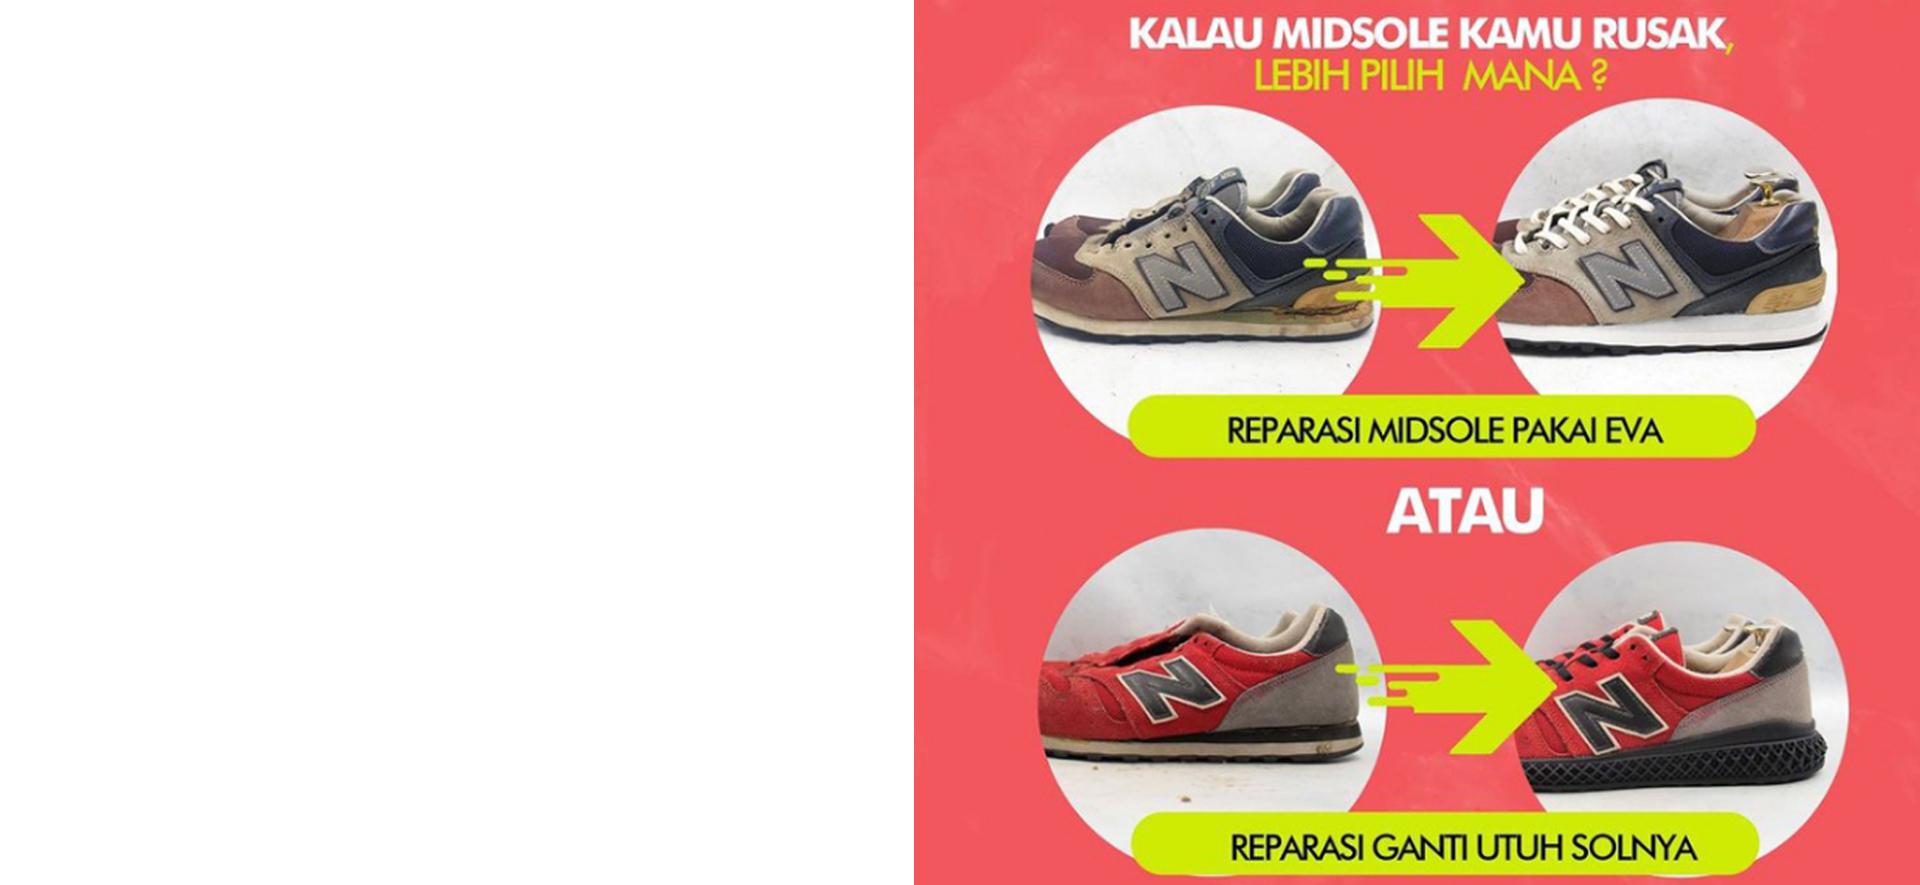 KALAU MIDSOLE KAMU RUSAK,
LEBIH PILIH MANA ?
N
N
REPARASI MIDSOLE PAKAI EVA
ATAU
N
N
REPARASI GANTI UTUH SOLNYA